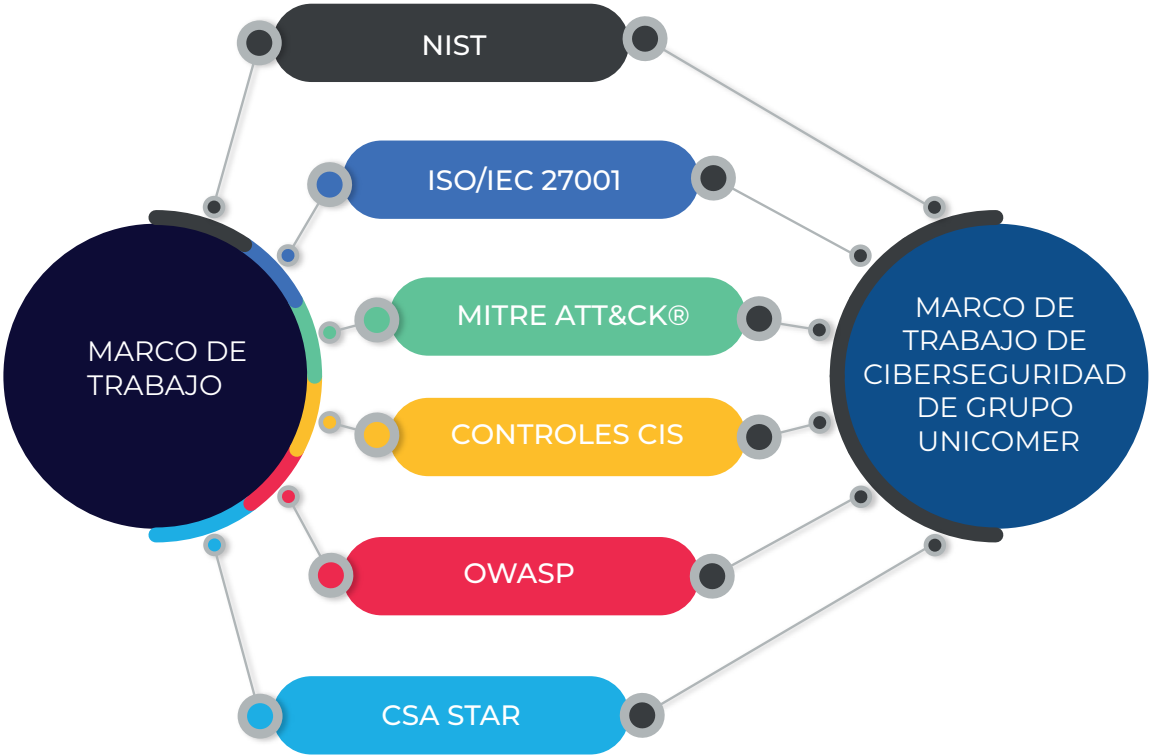 NIST
ISO/IEC 27001
MITRE ATT&CK®
CONTROLES CIS
OWASP
CSA STAR
MARCO DE
TRABAJO
MARCO DE
TRABAJO DE
CIBERSEGURIDAD
DE GRUPO
UNICOMER